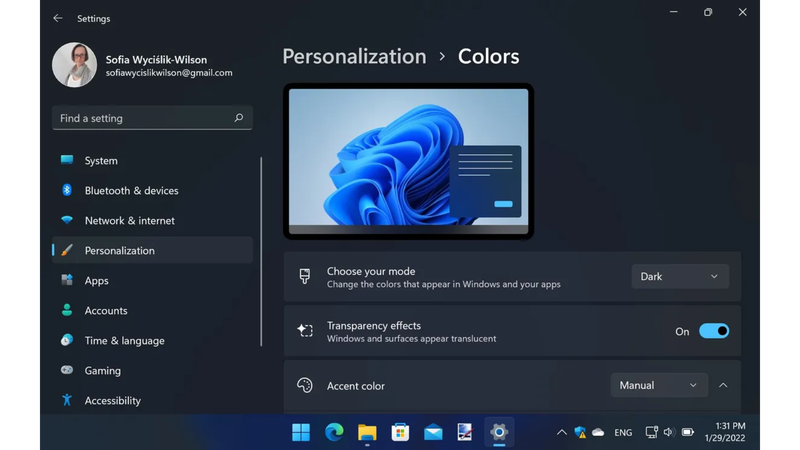 Settings
Sofia Wyciślik-Wilson
sofiawycislikwilson@gmail.com
Find a setting
System
Bluetooth & devices
Network & internet
Personalization
Apps
Accounts
Time & language
Gaming
Accessibility
Personalization > Colors
Choose your mode
Change the colors that appear in Windows and your apps
Dark
Transparency effects
Windows and surfaces appear translucent
On
Accent color
Manual
ENG
1:31 PM
1/29/2022